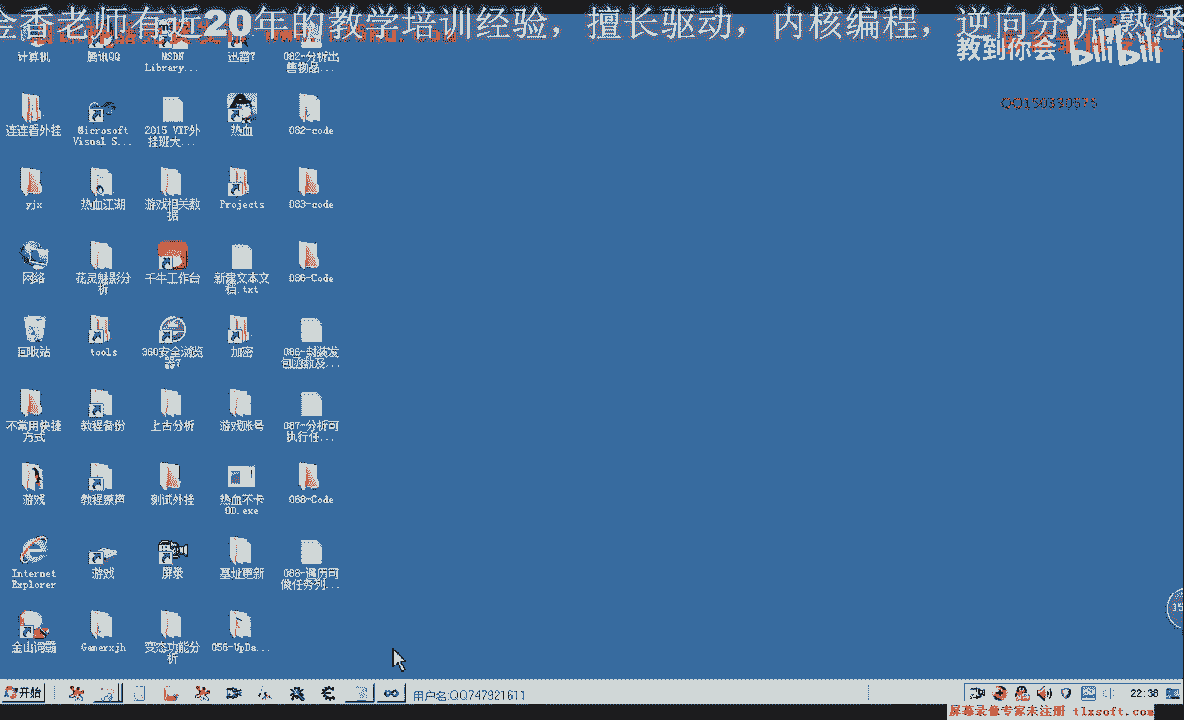 绘香老师有近20年的教学培训经验，擅长驱动，内核编程，逆向分析,熟悉
教到你会
bilibili
计算机
腾讯QQ
MSDN
Library...
迅雷7
082-分析出
售物品...
连连看外挂
Microsoft
Visual S...
2015 VIP外
挂班大...
热血
082-code
yjx
热血江湖
游戏相关数
据
Projects
083-code
网络
花灵魅影分
析
千牛工作台
新建文本文
档.txt
086-Code
回收站
tools
360安全浏览
器7
加密
086-封装发
包函数及...
不常用快捷
方式
教程备份
上古分析
游戏账号
087-分析可
执行任...
游戏
教程原声
测试外挂
热血不卡
OD.exe
088-Code
Internet
Explorer
游戏
屏录
基址更新
088-遍历可
做任务列...
金山词霸
Gamerxjh
变态功能分
析
056-UpDa...
开始
用户名:QQ747921611
22:38
屏幕录像专家未注册 tlxsoft.com